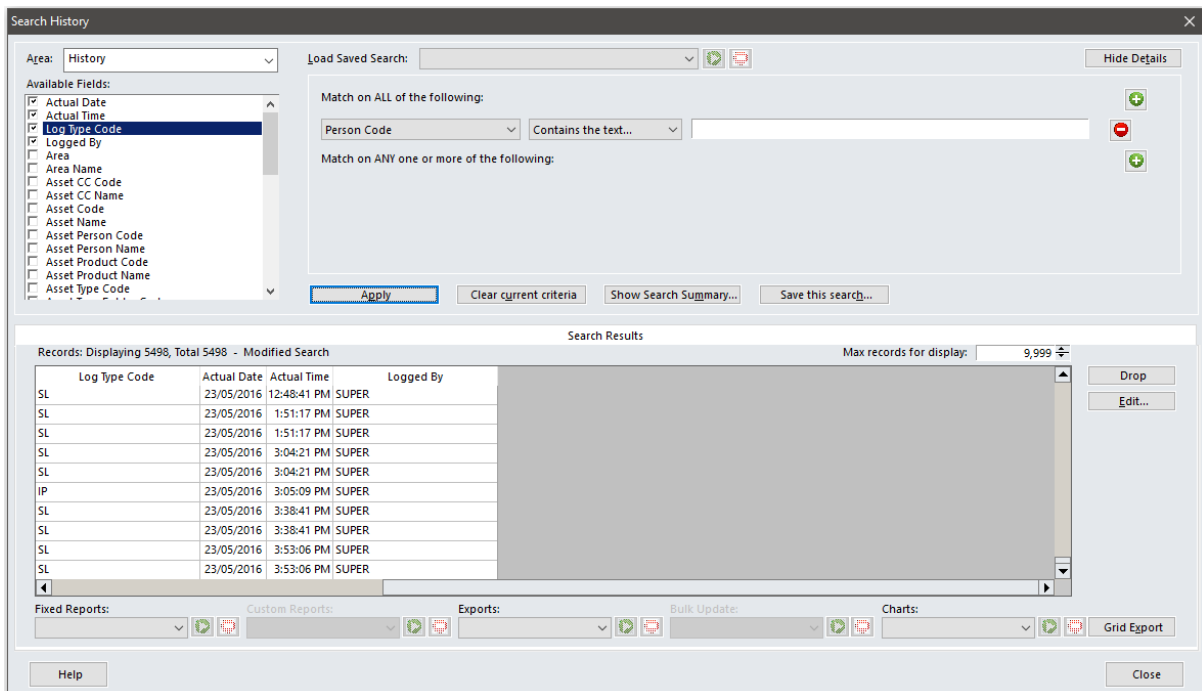 Search History
Area: History
Load Saved Search:
Hide Details
Available Fields:
Actual Date
Actual Time
Log Type Code
Logged By
Area
Area Name
Asset CC Code
Asset CC Name
Asset Code
Asset Name
Asset Person Code
Asset Person Name
Asset Product Code
Asset Product Name
Asset Type Code
Match on ALL of the following:
Person Code Contains the text...
Match on ANY one or more of the following:
Apply Clear current criteria Show Search Summary... Save this search...
Search Results
Records: Displaying 5498, Total 5498 - Modified Search Max records for display: 9,999
Log Type Code Actual Date Actual Time Logged By
SL 23/05/2016 12:48:41 PM SUPER
SL 23/05/2016 1:51:17 PM SUPER
SL 23/05/2016 1:51:17 PM SUPER
SL 23/05/2016 3:04:21 PM SUPER
SL 23/05/2016 3:04:21 PM SUPER
IP 23/05/2016 3:05:09 PM SUPER
SL 23/05/2016 3:38:41 PM SUPER
SL 23/05/2016 3:38:41 PM SUPER
SL 23/05/2016 3:53:06 PM SUPER
SL 23/05/2016 3:53:06 PM SUPER
Drop
Edit...
Fixed Reports: Custom Reports: Exports: Bulk Update: Charts:
Grid Export
Help Close